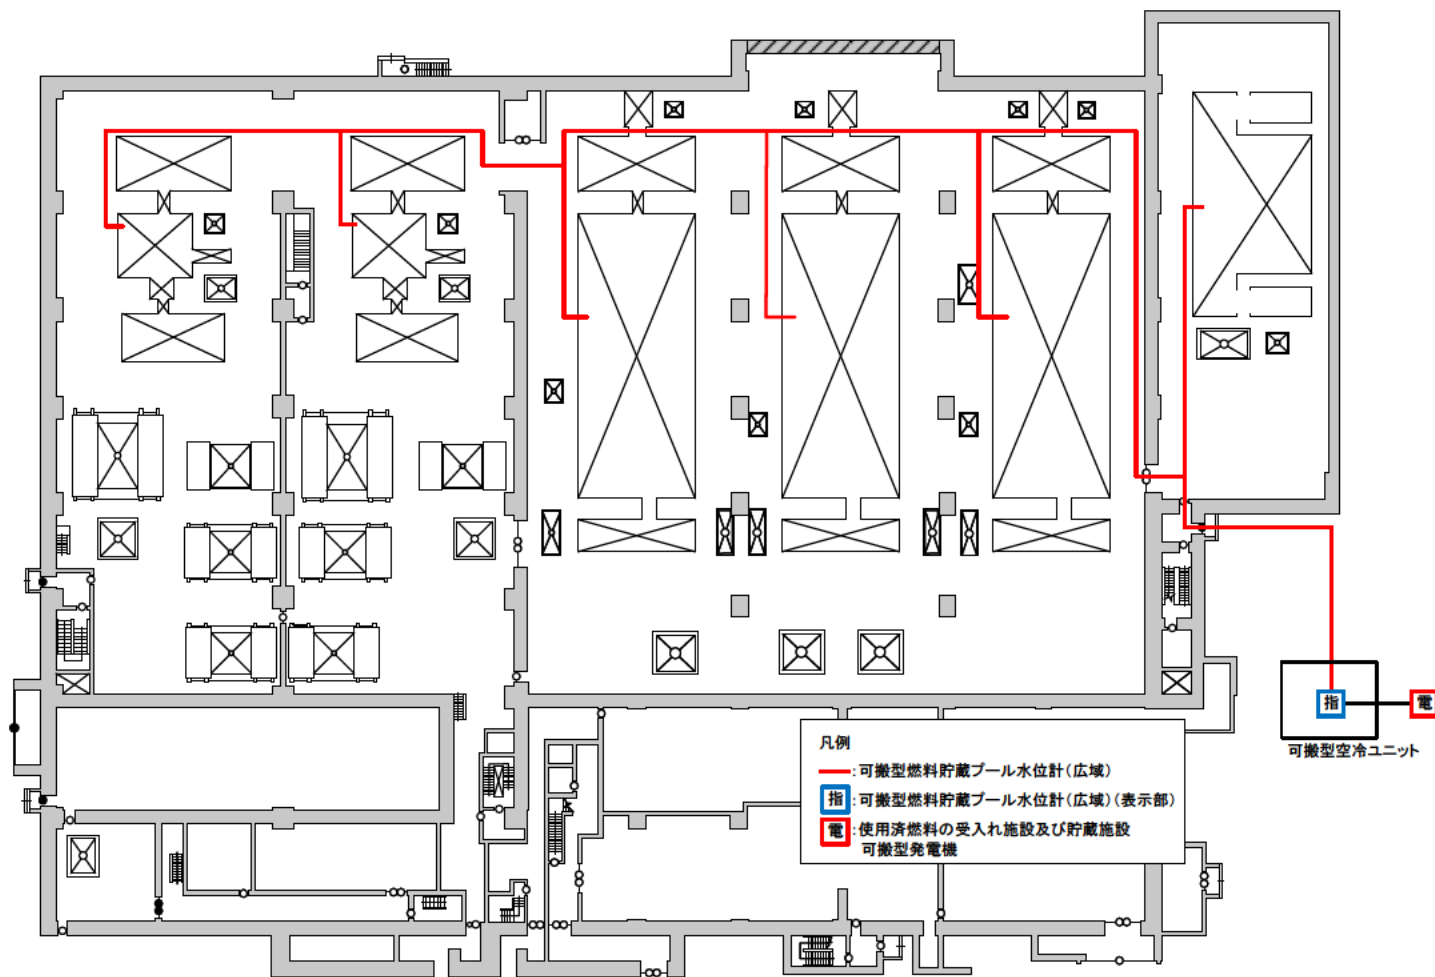 指
電
可搬型空冷ユニット
凡例
:可搬型燃料貯蔵プール水位計(広域)
指:可搬型燃料貯蔵プール水位計(広域)(表示部)
電:使用済燃料の受入れ施設及び貯蔵施設
可搬型発電機